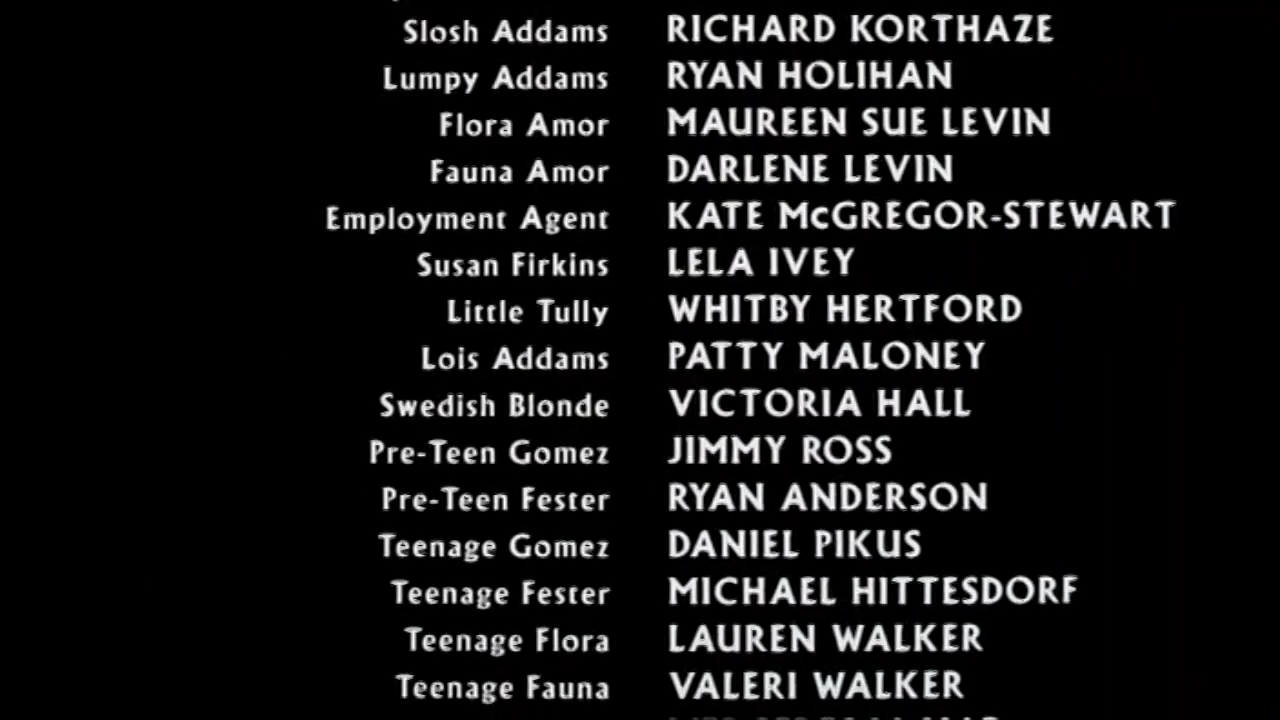 Slosh Addams RICHARD KORTHAZE
Lumpy Addams RYAN HOLIHAN
Flora Amor MAUREEN SUE LEVIN
Fauna Amor DARLENE LEVIN
Employment Agent KATE McGREGOR-STEWART
Susan Firkins LELA IVEY
Little Tully WHITBY HERTFORD
Lois Addams PATTY MALONEY
Swedish Blonde VICTORIA HALL
Pre-Teen Gomez JIMMY ROSS
Pre-Teen Fester RYAN ANDERSON
Teenage Gomez DANIEL PIKUS
Teenage Fester MICHAEL HITTESDORF
Teenage Flora LAUREN WALKER
Teenage Fauna VALERI WALKER